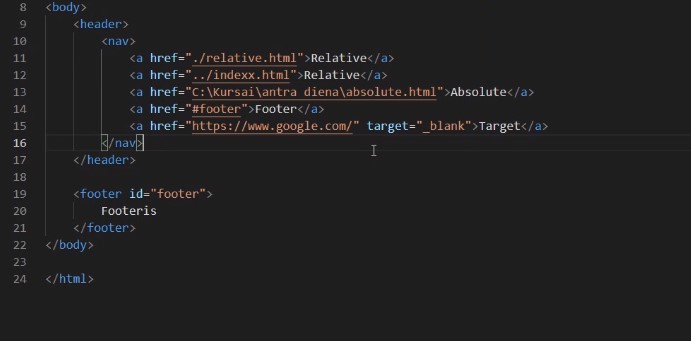 8 <body>
9 <header>
10 <nav>
11 <a href="./relative.html">Relative</a>
12 <a href="../indexx.html">Relative</a>
13 <a href="C:\Kursai\antra diena\absolute.html">Absolute</a>
14 <a href="#footer">Footer</a>
15 <a href="https://www.google.com/" target="_blank">Target</a>
16 </nav>
17 </header>
18
19 <footer id="footer">
20 Footeris
21 </footer>
22 </body>
23
24 </html>